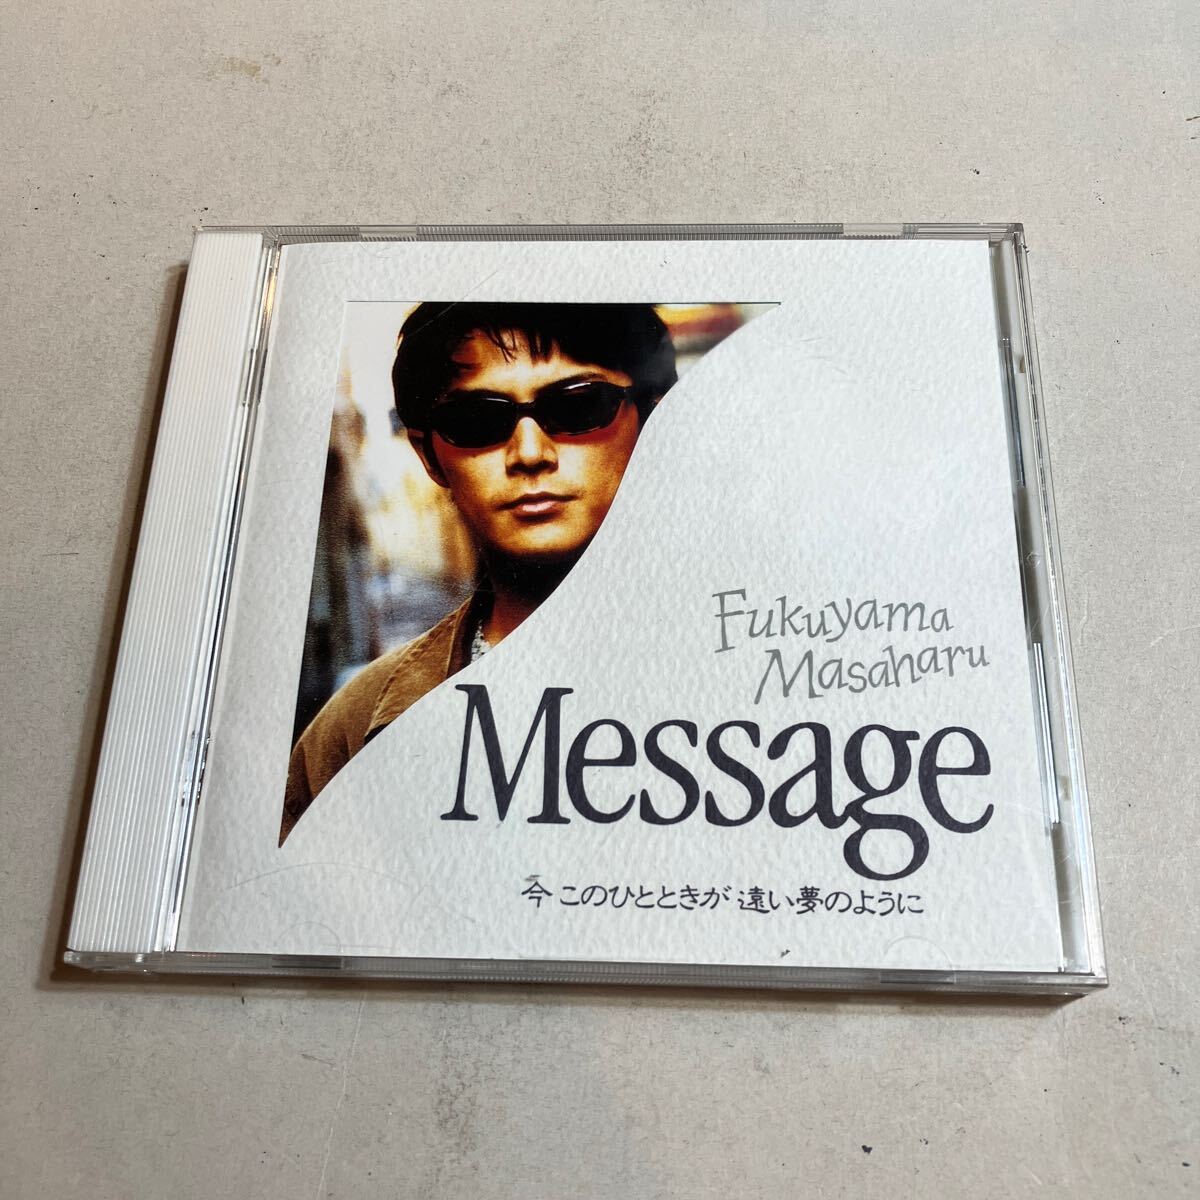 Fukuyama
Masaharu
Message
今 このひとときが 遠い夢のように